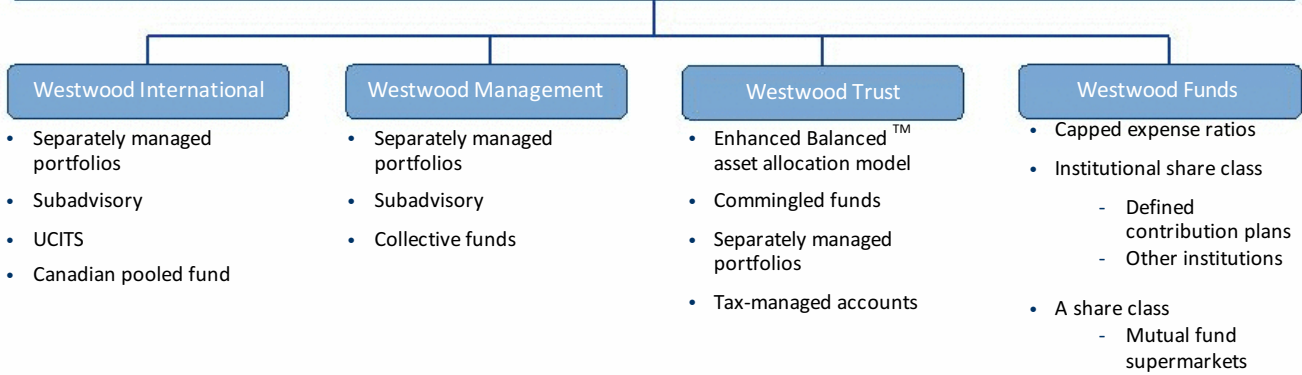 Westwood International
• Separately managed
portfolios
• Subadvisory
• UCITS
• Canadian pooled fund
Westwood Management
• Separately managed
portfolios
• Subadvisory
• Collective funds
Westwood Trust
• Enhanced Balanced™
asset allocation model
• Commingled funds
• Separately managed
portfolios
• Tax-managed accounts
Westwood Funds
• Capped expense ratios
• Institutional share class
- Defined
contribution plans
- Other institutions
• A share class
- Mutual fund
supermarkets